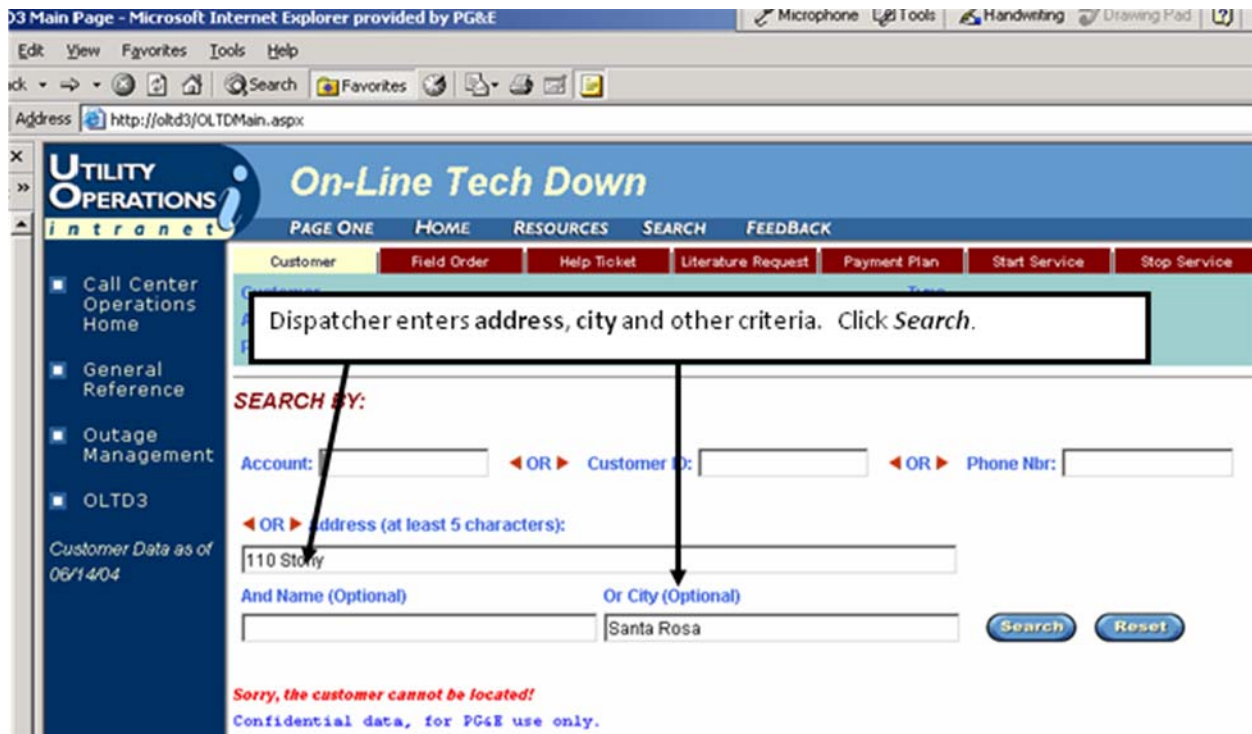 D3 Main Page - Microsoft Internet Explorer provided by PG&E
Microphone Tools Handwriting Drawing Pad
Edit View Favorites Tools Help
Search Favorites
Address http://oltd3/OLTDMain.aspx
UTILITY OPERATIONS
intranet
On-Line Tech Down
PAGE ONE HOME RESOURCES SEARCH FEEDBACK
Customer Field Order Help Ticket Literature Request Payment Plan Start Service Stop Service
Call Center
Operations
Home
General
Reference
Outage
Management
OLTD3
Customer Data as of
06/14/04
Dispatcher enters address, city and other criteria. Click Search.
SEARCH BY:
Account: OR Customer ID: OR Phone Nbr:
OR Address (at least 5 characters):
110 Stony
And Name (Optional) Or City (Optional)
Santa Rosa Search Reset
Sorry, the customer cannot be located!
Confidential data, for PG&E use only.